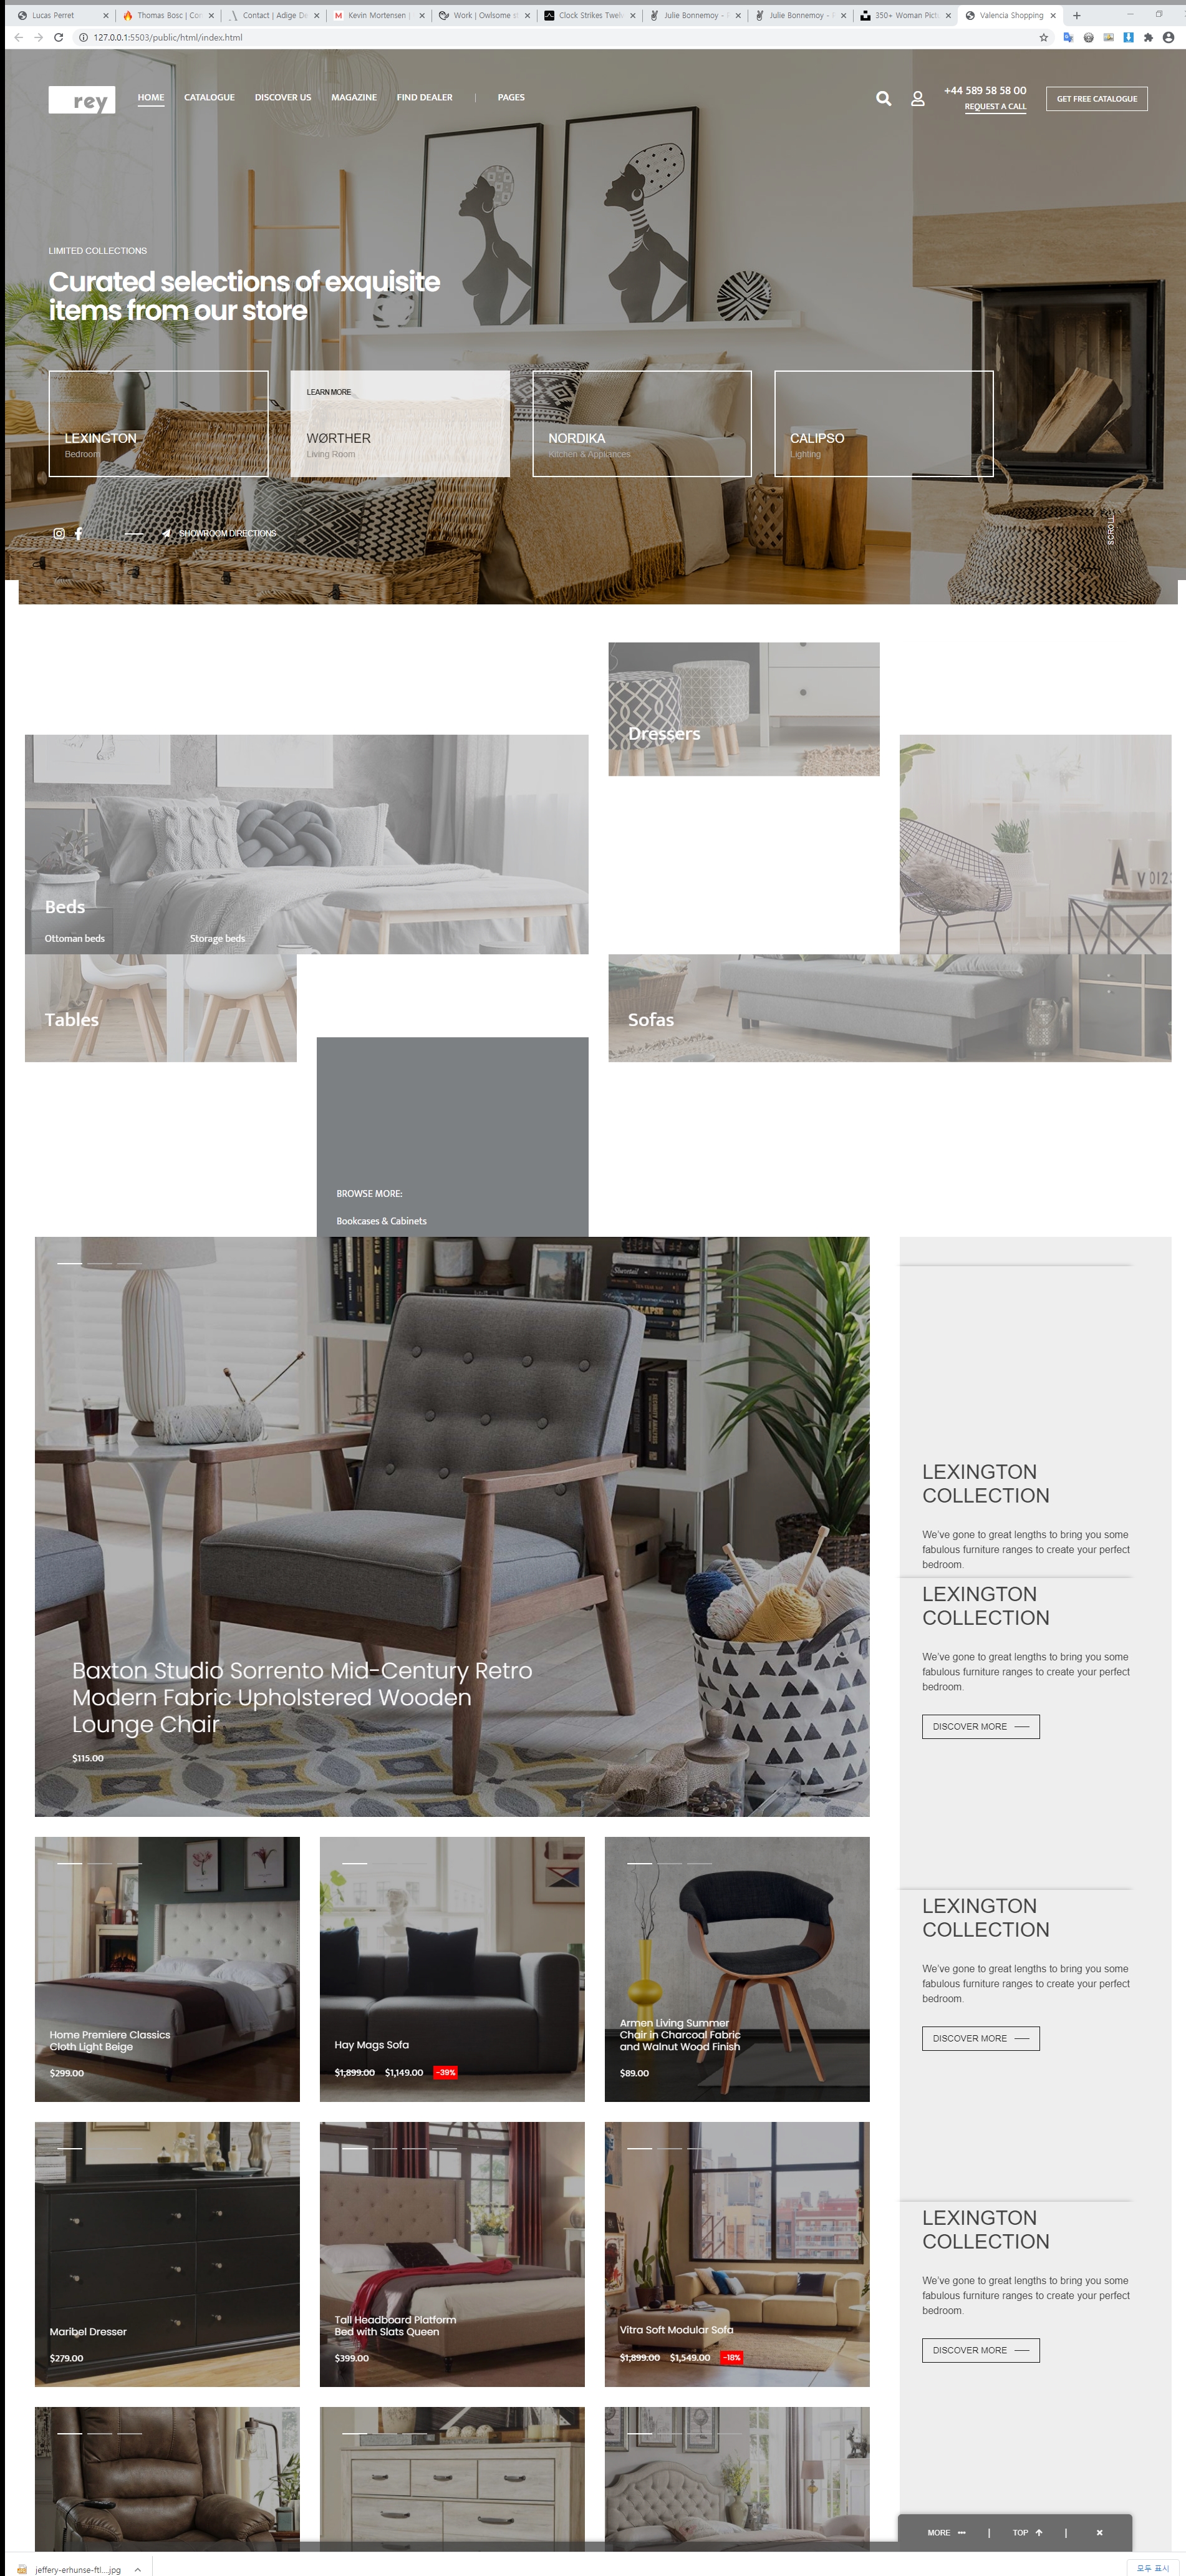 Lucas Perret
Thomas Bosc | Co
Contact | Adige De
Kevin Mortensen |
Work | Owlsome s
Clock Strikes Twel
Julie Bonnemoy -
Julie Bonnemoy -
350+ Woman Pict
Valencia Shopping
127.0.0.1:5503/public/html/index.html
rey
HOME
CATALOGUE
DISCOVER US
MAGAZINE
FIND DEALER
|
PAGES
+44 589 58 58 00
REQUEST A CALL
GET FREE CATALOGUE
LIMITED COLLECTIONS
Curated selections of exquisite
items from our store
LEXINGTON
Bedroom
LEARN MORE
WØRTHER
Living Room
NORDIKA
Kitchen & Appliances
CALIPSO
Lighting
SHOWROOM DIRECTIONS
SCROLL
Dressers
Beds
Ottoman beds
Storage beds
Tables
Sofas
BROWSE MORE:
Bookcases & Cabinets
LEXINGTON
COLLECTION
We've gone to great lengths to bring you some
fabulous furniture ranges to create your perfect
bedroom.
LEXINGTON
COLLECTION
We've gone to great lengths to bring you some
fabulous furniture ranges to create your perfect
bedroom.
DISCOVER MORE
Baxton Studio Sorrento Mid-Century Retro
Modern Fabric Upholstered Wooden
Lounge Chair
$115.00
Home Premiere Classics
Cloth Light Beige
$299.00
Hay Mags Sofa
$1,899.00 $1,149.00 -39%
Armen Living Summer
Chair in Charcoal Fabric
and Walnut Wood Finish
$89.00
LEXINGTON
COLLECTION
We've gone to great lengths to bring you some
fabulous furniture ranges to create your perfect
bedroom.
DISCOVER MORE
Maribel Dresser
$279.00
Tall Headboard Platform
Bed with Slats Queen
$399.00
Vitra Soft Modular Sofa
$1,899.00 $1,549.00 -18%
LEXINGTON
COLLECTION
We've gone to great lengths to bring you some
fabulous furniture ranges to create your perfect
bedroom.
DISCOVER MORE
MORE ••• | TOP |
jeffery-erhunse-ftl....jpg
모두 표시